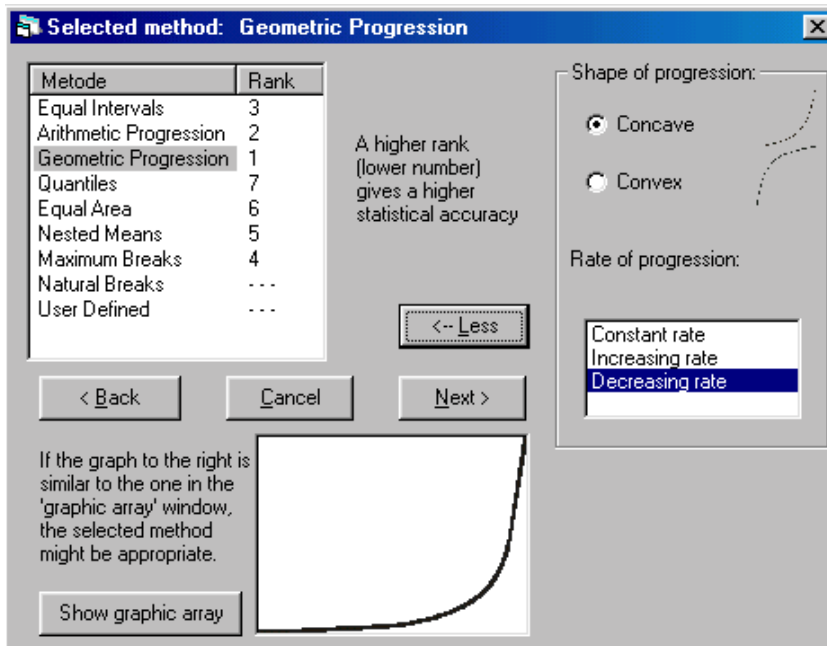 Selected method: Geometric Progression
Metode Rank
Equal Intervals 3
Arithmetic Progression 2
Geometric Progression 1
Quantiles 7
Equal Area 6
Nested Means 5
Maximum Breaks 4
Natural Breaks - - -
User Defined - - -
A higher rank
(lower number)
gives a higher
statistical accuracy
<-- Less
< Back
Cancel
Next >
If the graph to the right is
similar to the one in the
'graphic array' window,
the selected method
might be appropriate.
Show graphic array
Shape of progression:
Concave
Convex
Rate of progression:
Constant rate
Increasing rate
Decreasing rate